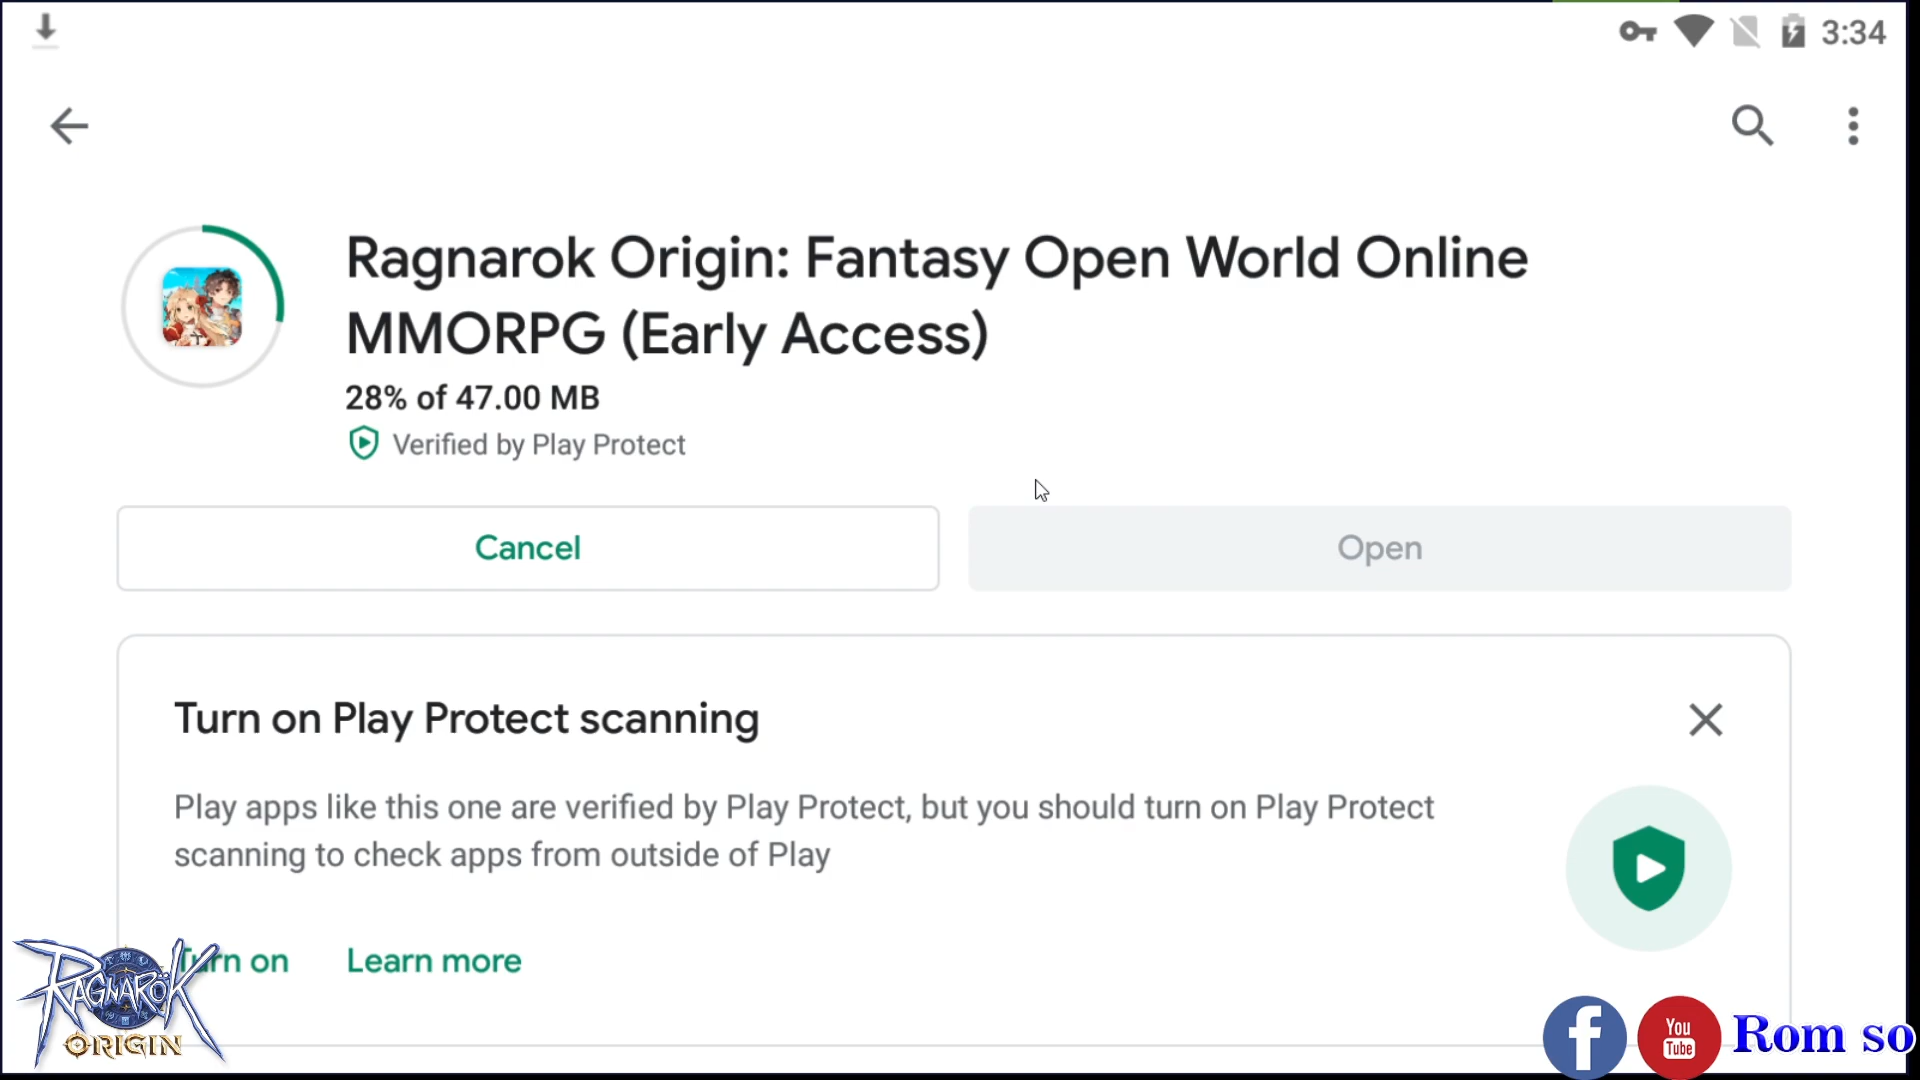 3:34
Ragnarok Origin: Fantasy Open World Online
MMORPG (Early Access)
28% of 47.00 MB
Verified by Play Protect
Cancel
Open
Turn on Play Protect scanning
Play apps like this one are verified by Play Protect, but you should turn on Play Protect
scanning to check apps from outside of Play
Turn on
Learn more
RAGNARÖK
ORIGIN
f
You
Tube
Rom so